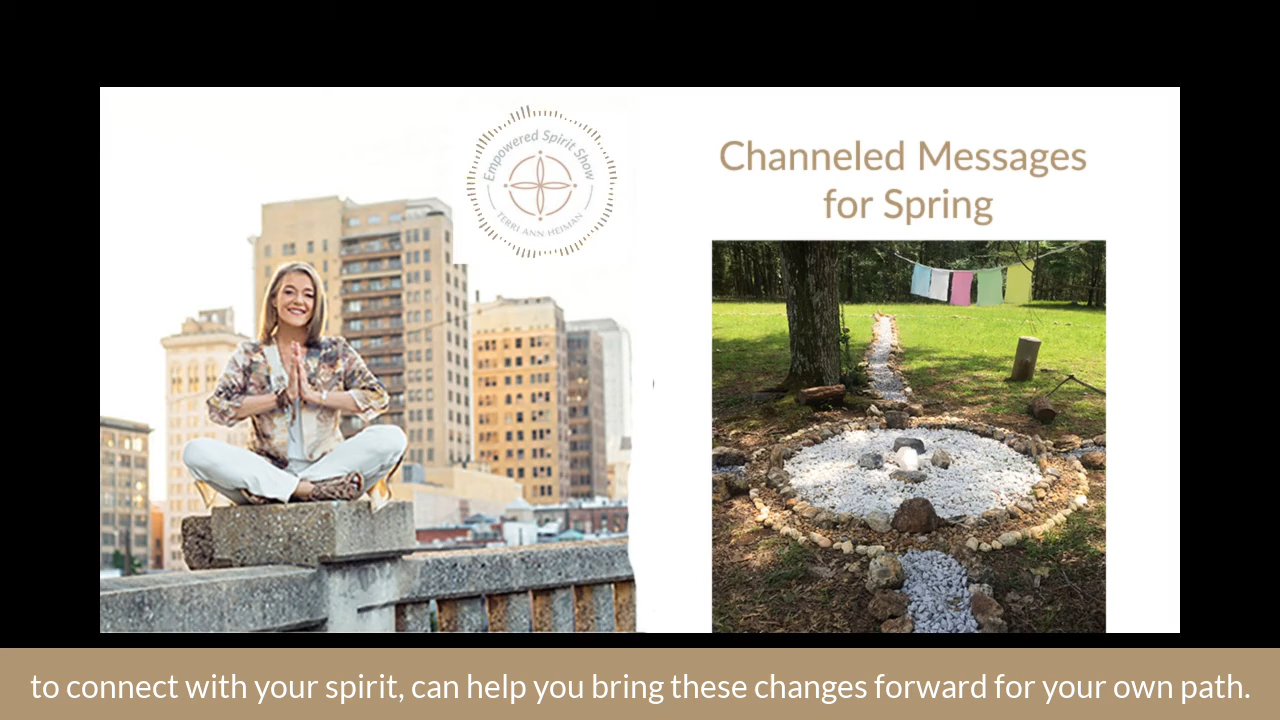 Empowered Spirit Show
TERRI ANN HEIMAN
Channeled Messages
for Spring
to connect with your spirit, can help you bring these changes forward for your own path.